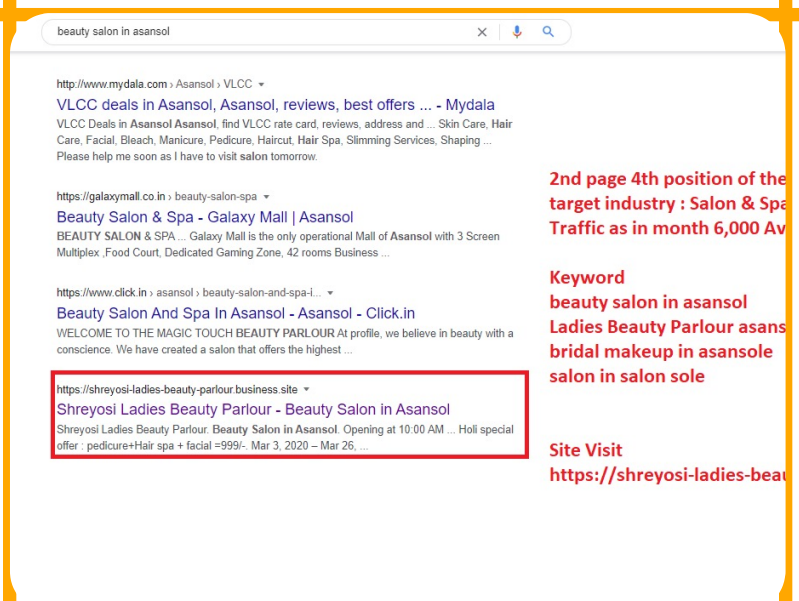 beauty salon in asansol
http://www.mydala.com › Asansol › VLCC
VLCC deals in Asansol, Asansol, reviews, best offers ... - Mydala
VLCC Deals in Asansol Asansol, find VLCC rate card, reviews, address and ... Skin Care, Hair
Care, Facial, Bleach, Manicure, Pedicure, Haircut, Hair Spa, Slimming Services, Shaping ...
Please help me soon as I have to visit salon tomorrow.
https://galaxymall.co.in › beauty-salon-spa
Beauty Salon & Spa - Galaxy Mall | Asansol
BEAUTY SALON & SPA ... Galaxy Mall is the only operational Mall of Asansol with 3 Screen
Multiplex ,Food Court, Dedicated Gaming Zone, 42 rooms Business ...
https://www.click.in › asansol › beauty-salon-and-spa-i...
Beauty Salon And Spa In Asansol - Asansol - Click.in
WELCOME TO THE MAGIC TOUCH BEAUTY PARLOUR At profile, we believe in beauty with a
conscience. We have created a salon that offers the highest ...
https://shreyosi-ladies-beauty-parlour.business.site
Shreyosi Ladies Beauty Parlour - Beauty Salon in Asansol
Shreyosi Ladies Beauty Parlour. Beauty Salon in Asansol. Opening at 10:00 AM ... Holi special
offer : pedicure+Hair spa + facial =999/-. Mar 3, 2020 – Mar 26, ...
2nd page 4th position of the
target industry : Salon & Spa
Traffic as in month 6,000 Av
Keyword
beauty salon in asansol
Ladies Beauty Parlour asans
bridal makeup in asansole
salon in salon sole
Site Visit
https://shreyosi-ladies-beau